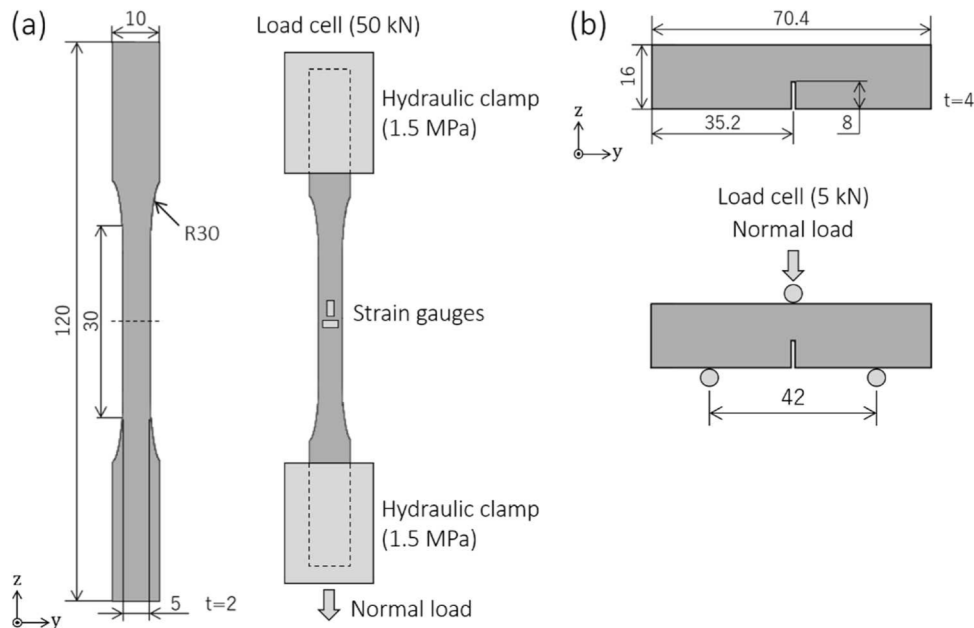 (a)
10
Load cell (50 kN)
Hydraulic clamp
(1.5 MPa)
R30
120
30
Strain gauges
Hydraulic clamp
(1.5 MPa)
z
y
5
t=2
Normal load
(b)
70.4
16
35.2
8
t=4
z
y
Load cell (5 kN)
Normal load
42